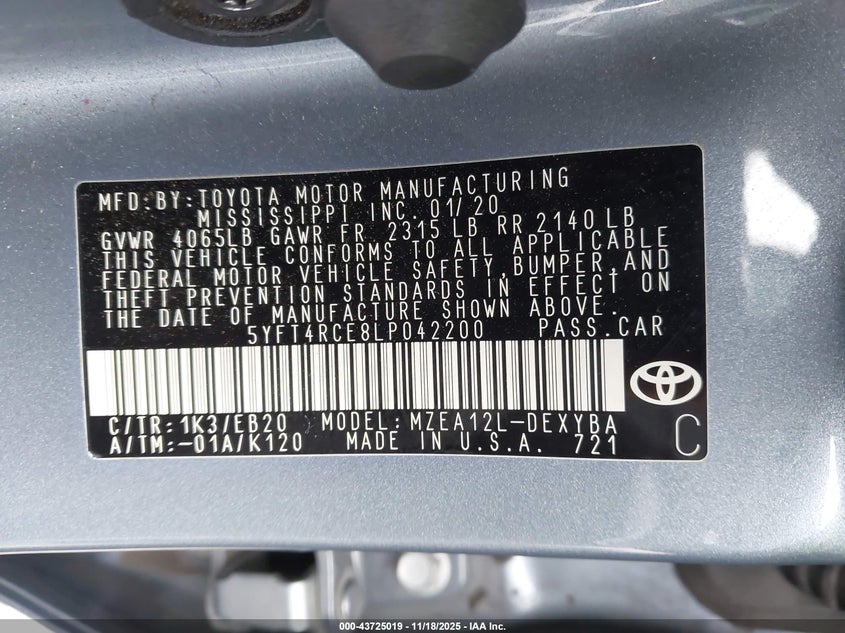 MFD. BY: TOYOTA MOTOR MANUFACTURING
MISSISSIPPI INC. 01/20
GVWR 4065LB GAWR FR. 2315 LB RR 2140 LB
THIS VEHICLE CONFORMS TO ALL APPLICABLE
FEDERAL MOTOR VEHICLE SAFETY, BUMPER, AND
THEFT PREVENTION STANDARDS IN EFFECT ON
THE DATE OF MANUFACTURE SHOWN ABOVE.
5YFT4RCE8LP042200 PASS. CAR
C/TR: 1K3/EB20 MODEL: MZEA12L-DEXYBA
A/TM: -01A/K120 MADE IN U.S.A. 721 C
000-43725019 - 11/18/2025 - IAA Inc.